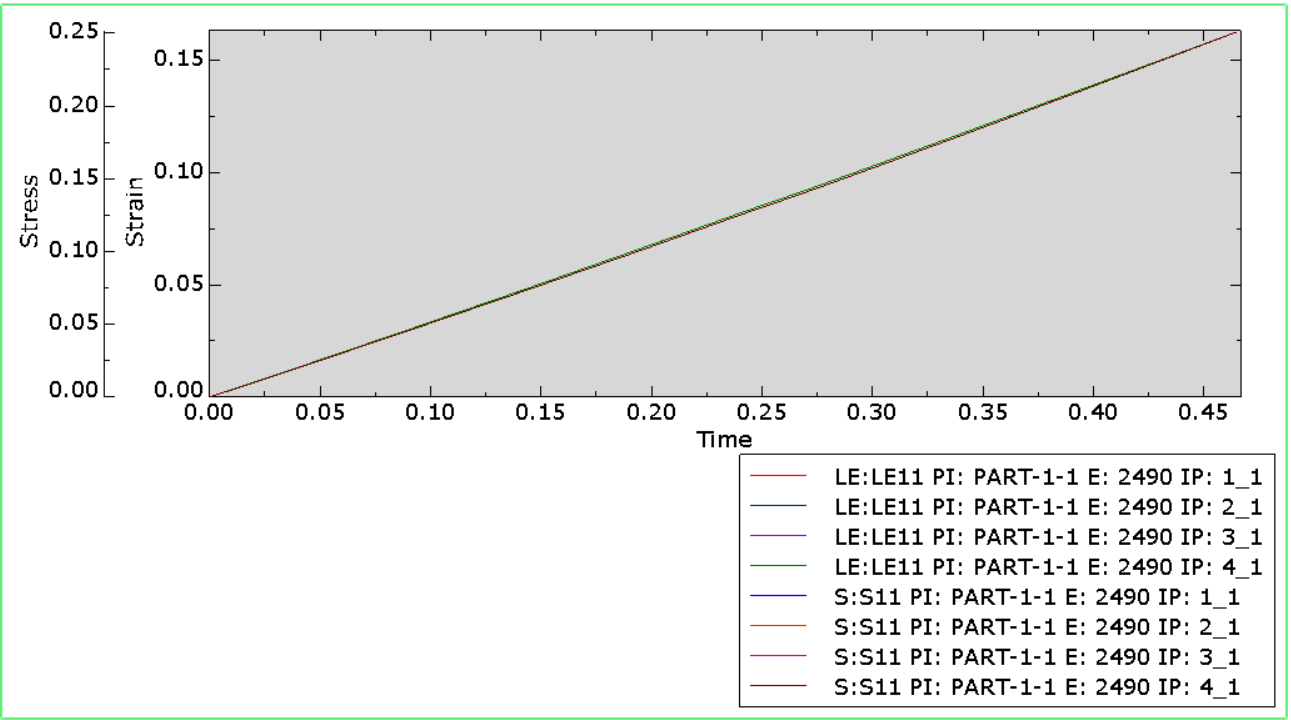 0.25
0.20
0.15
0.10
0.05
0.00
Stress
0.15
0.10
0.05
0.00
Strain
0.00 0.05 0.10 0.15 0.20 0.25 0.30 0.35 0.40 0.45
Time
LE:LE11 PI: PART-1-1 E: 2490 IP: 1_1
LE:LE11 PI: PART-1-1 E: 2490 IP: 2_1
LE:LE11 PI: PART-1-1 E: 2490 IP: 3_1
LE:LE11 PI: PART-1-1 E: 2490 IP: 4_1
S:S11 PI: PART-1-1 E: 2490 IP: 1_1
S:S11 PI: PART-1-1 E: 2490 IP: 2_1
S:S11 PI: PART-1-1 E: 2490 IP: 3_1
S:S11 PI: PART-1-1 E: 2490 IP: 4_1